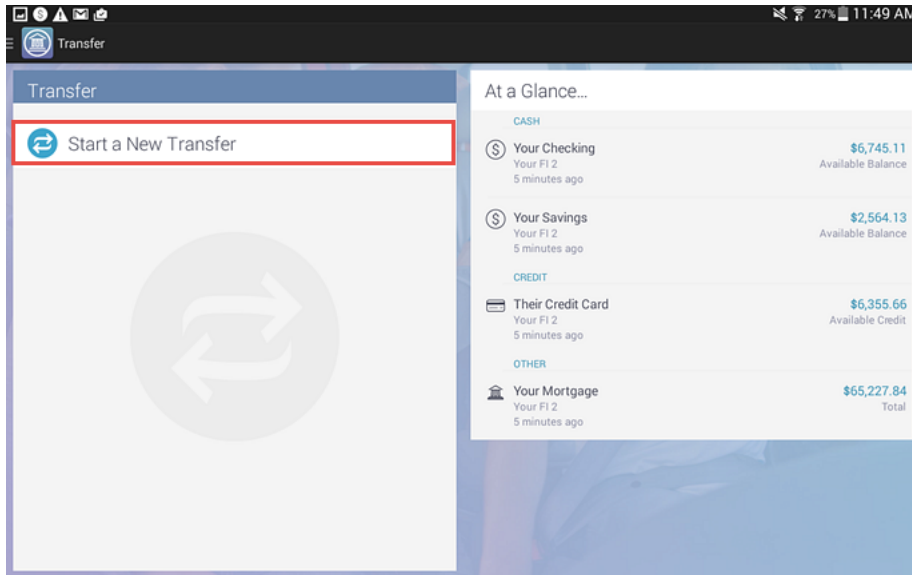 27% 11:49 AM
Transfer
Transfer
Start a New Transfer
At a Glance...
CASH
Your Checking
$6,745.11
Your FI 2
Available Balance
5 minutes ago
Your Savings
$2,564.13
Your FI 2
Available Balance
5 minutes ago
CREDIT
Their Credit Card
$6,355.66
Your FI 2
Available Credit
5 minutes ago
OTHER
Your Mortgage
$65,227.84
Your FI 2
Total
5 minutes ago